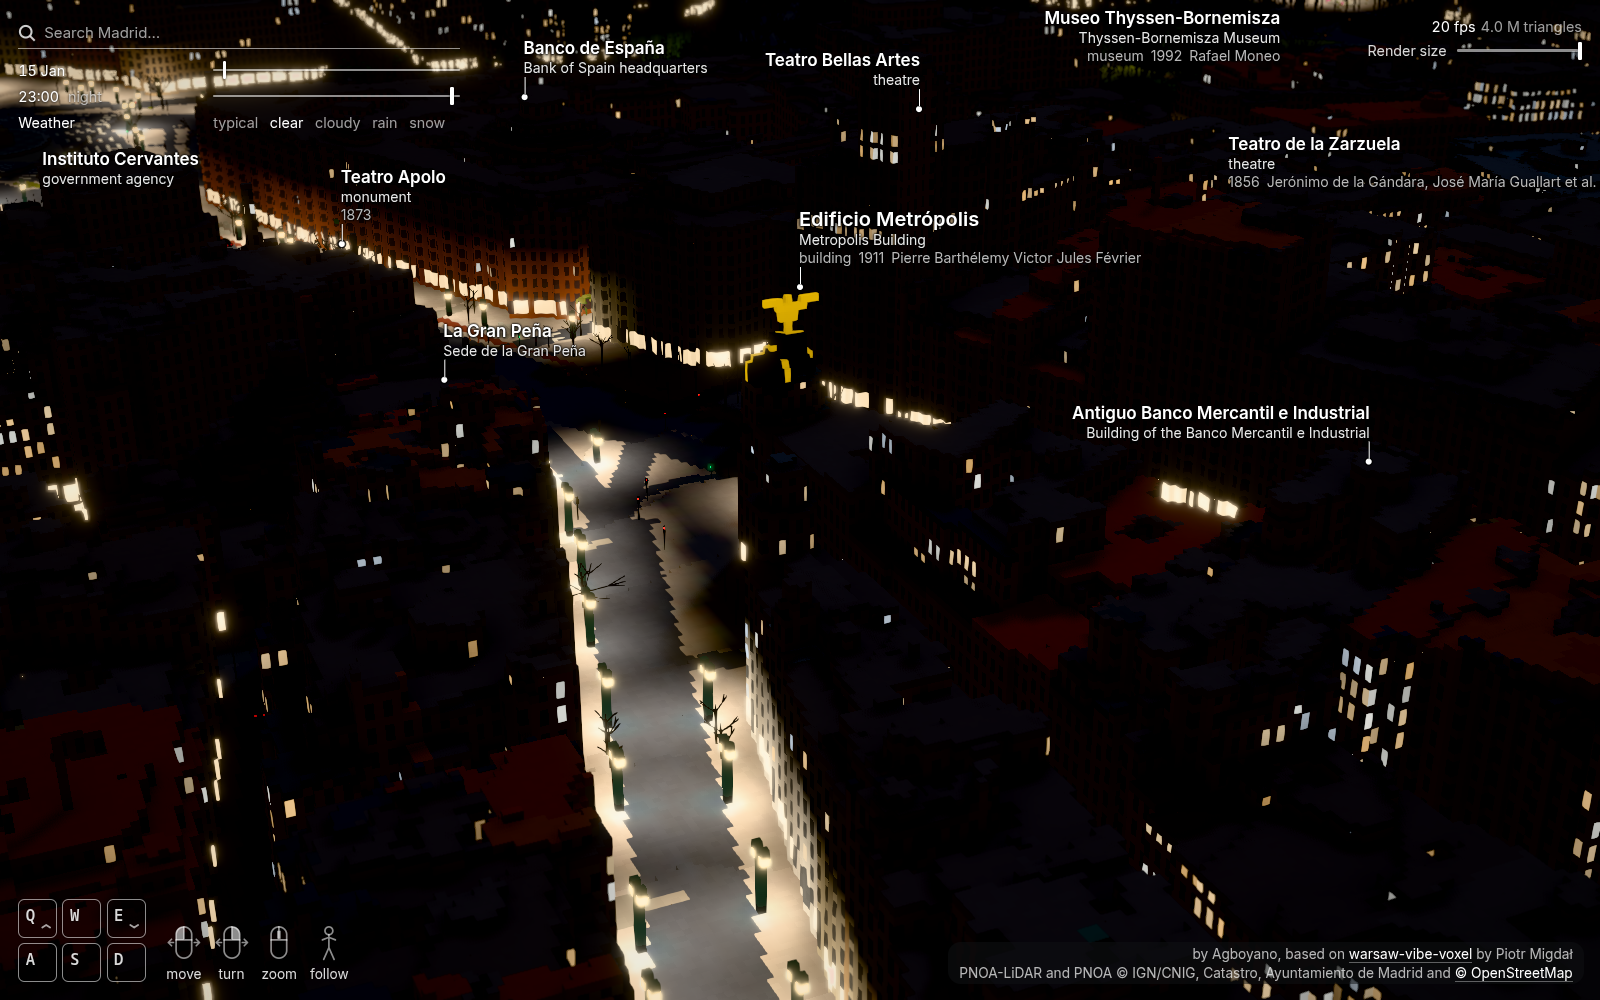 Search Madrid...
15 Jan
23:00 night
Weather typical clear cloudy rain snow
Banco de España
Bank of Spain headquarters
Teatro Bellas Artes
theatre
Museo Thyssen-Bornemisza
Thyssen-Bornemisza Museum
museum 1992 Rafael Moneo
20 fps 4.0 M triangles
Render size
Instituto Cervantes
government agency
Teatro Apolo
monument
1873
Teatro de la Zarzuela
theatre
1856 Jerónimo de la Gándara, José María Guallart et al.
Edificio Metrópolis
Metropolis Building
building 1911 Pierre Barthélemy Victor Jules Février
La Gran Peña
Sede de la Gran Peña
Antiguo Banco Mercantil e Industrial
Building of the Banco Mercantil e Industrial
Q W E
A S D
move turn zoom follow
by Agboyano, based on warsaw-vibe-voxel by Piotr Migdał
PNOA-LiDAR and PNOA © IGN/CNIG, Catastro, Ayuntamiento de Madrid and © OpenStreetMap